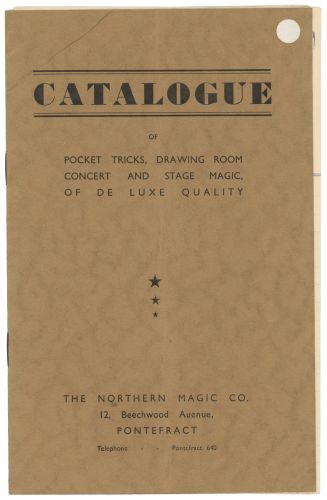 CATALOGUE
OF
POCKET TRICKS, DRAWING ROOM
CONCERT AND STAGE MAGIC,
OF DE LUXE QUALITY
THE NORTHERN MAGIC CO.
12, Beechwood Avenue,
PONTEFRACT
Telephone - - Pontefract 640